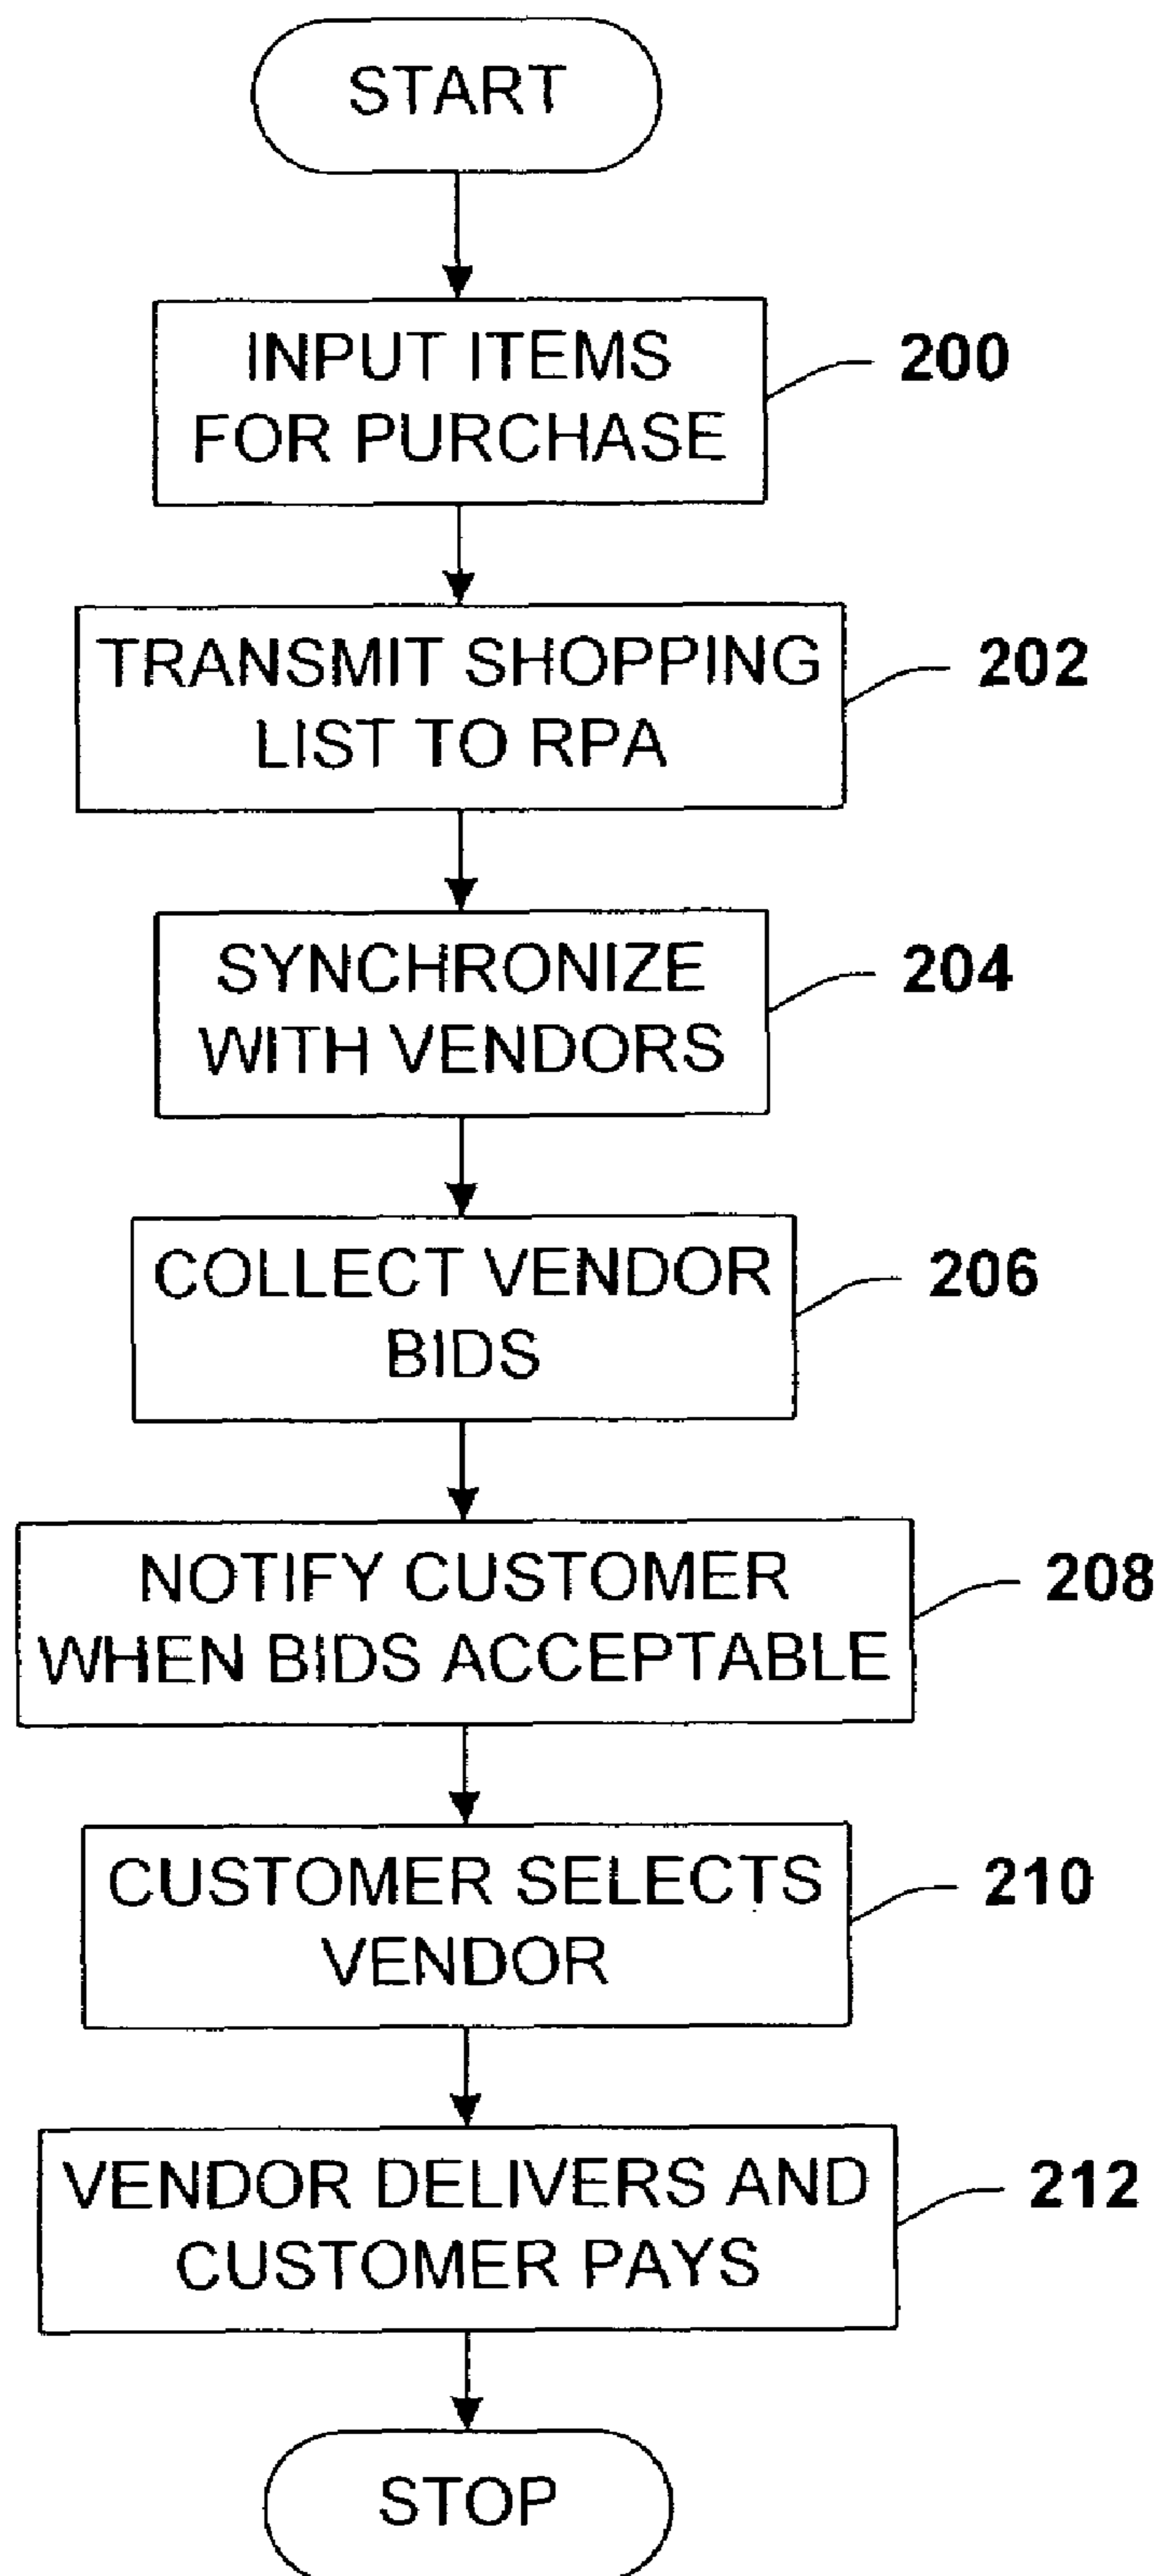 START
INPUT ITEMS
FOR PURCHASE
200
TRANSMIT SHOPPING
LIST TO RPA
202
SYNCHRONIZE
WITH VENDORS
204
COLLECT VENDOR
BIDS
206
NOTIFY CUSTOMER
WHEN BIDS ACCEPTABLE
208
CUSTOMER SELECTS
VENDOR
210
VENDOR DELIVERS AND
CUSTOMER PAYS
212
STOP